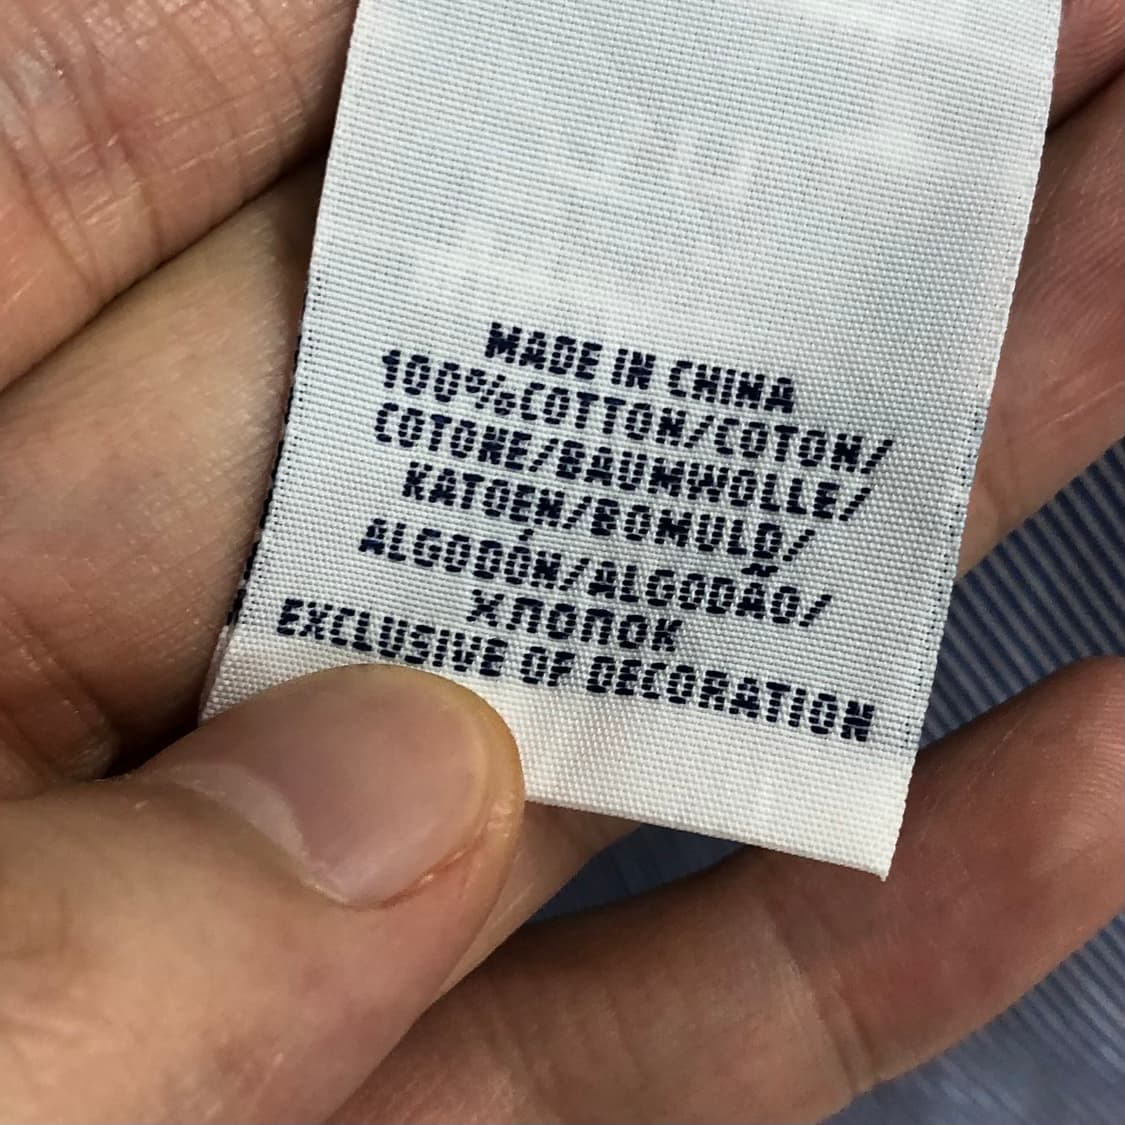 MADE IN CHINA
100%COTTON/COTON/
COTONE/BAUMWOLLE/
KATOEN/BOMULD/
ALGODÓN/ALGODÃO/
ХЛОПОК
EXCLUSIVE OF DECORATION